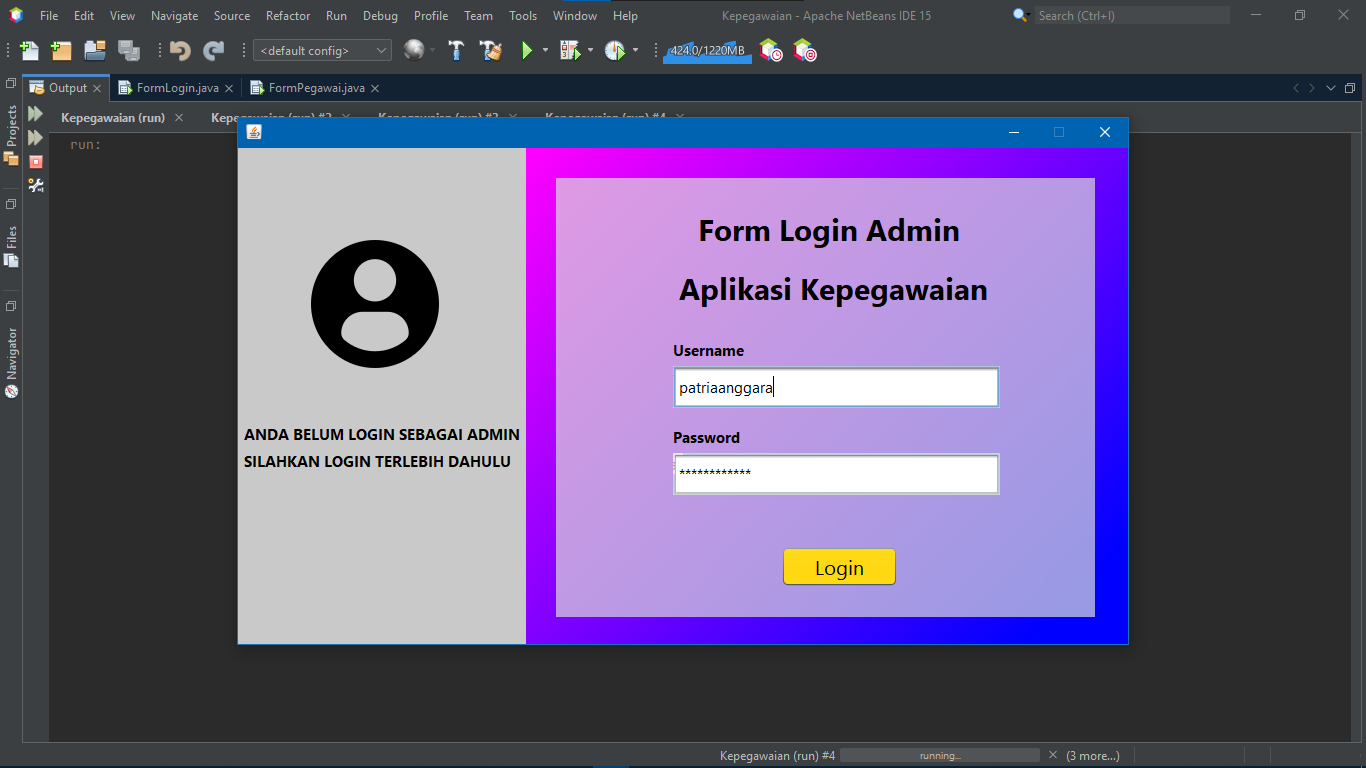 File Edit View Navigate Source Refactor Run Debug Profile Team Tools Window Help Kepegawaian - Apache NetBeans IDE 15 Search (Ctrl+I)
<default config> 424.0/1220MB
Output FormLogin.java FormPegawai.java
Kepegawaian (run) Kepegawaian (run) #2 Kepegawaian (run) #3 Kepegawaian (run) #4
Projects
Files
Navigator
run:
ANDA BELUM LOGIN SEBAGAI ADMIN
SILAHKAN LOGIN TERLEBIH DAHULU
Form Login Admin
Aplikasi Kepegawaian
Username
patriaanggara
Password
************
Login
Kepegawaian (run) #4 running... (3 more...)